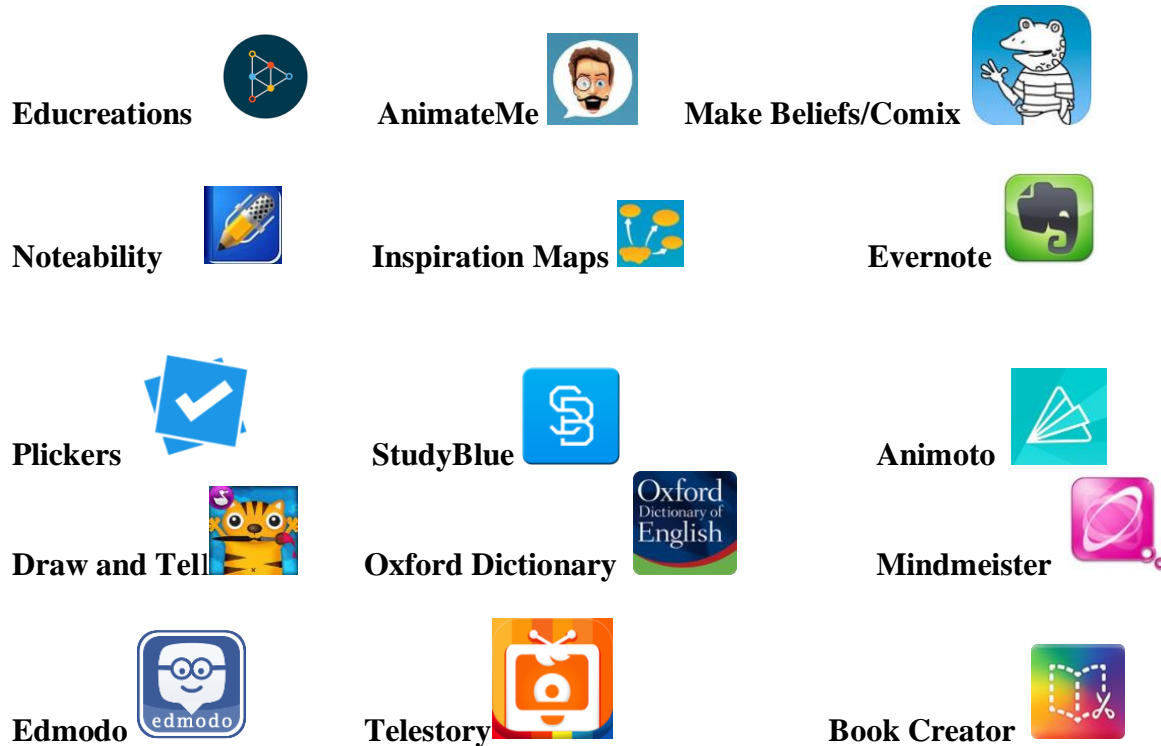 Educreations AnimateMe Make Beliefs/Comix
Noteability Inspiration Maps Evernote
Plickers StudyBlue SB Animoto
Oxford
Dictionary of
English
Draw and Tell Oxford Dictionary Mindmeister
edmodo
Edmodo Telestory Book Creator